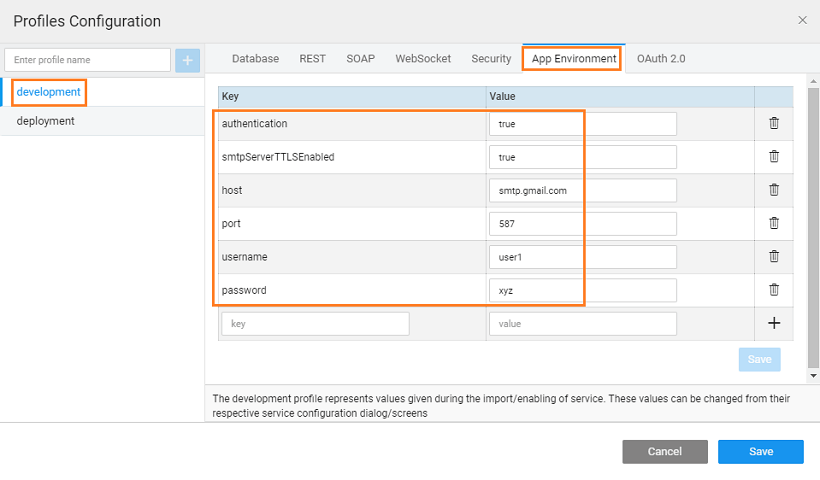 Profiles Configuration
Enter profile name
development
deployment
Database REST SOAP WebSocket Security App Environment OAuth 2.0
Key Value
authentication true
smtpServerTTLSEnabled true
host smtp.gmail.com
port 587
username user1
password xyz
key value
Save
The development profile represents values given during the import/enabling of service. These values can be changed from their
respective service configuration dialog/screens
Cancel Save